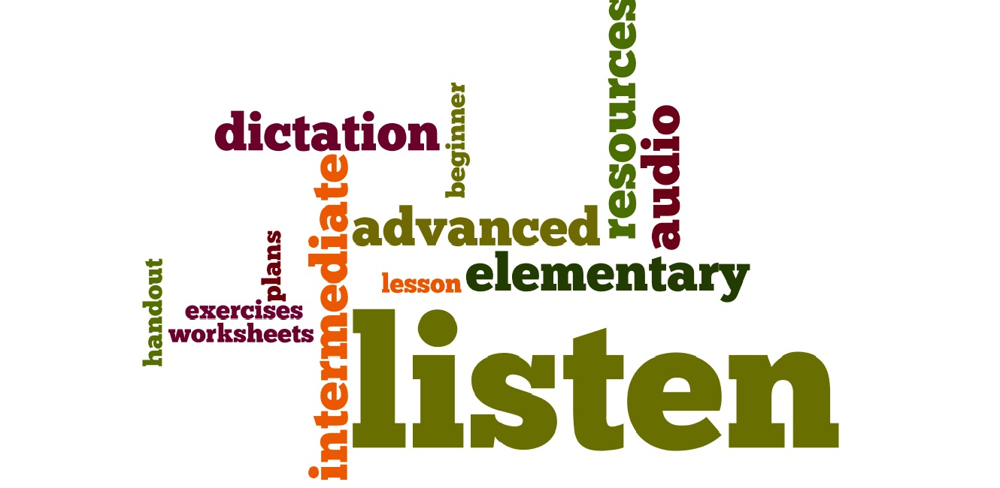 resources
dictation
beginner
audio
intermediate
advanced
plans
elementary
handout
lesson
exercises
worksheets
listen